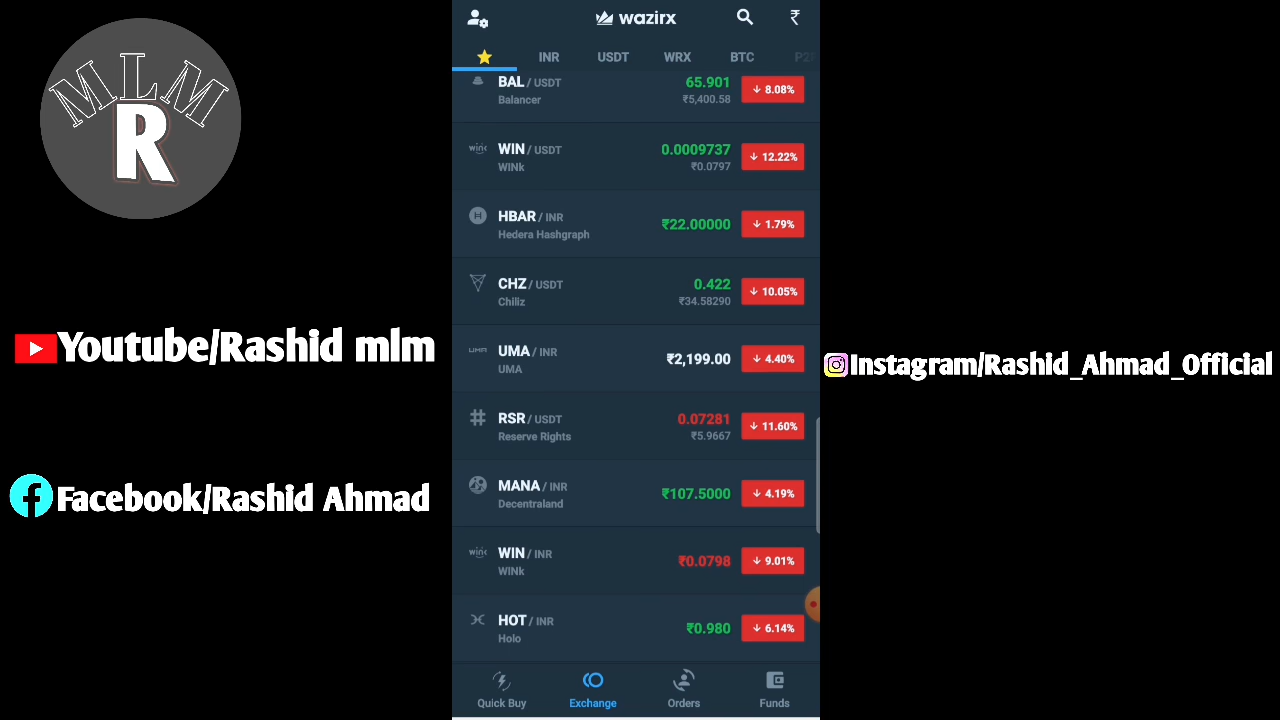 MLM
R
Youtube/Rashid mlm
Facebook/Rashid Ahmad
wazirx
₹
INR USDT WRX BTC P2P
BAL / USDT 65.901 ↓ 8.08%
Balancer ₹5,400.58
WIN / USDT 0.0009737 ↓ 12.22%
WINk ₹0.0797
HBAR / INR ₹22.00000 ↓ 1.79%
Hedera Hashgraph
CHZ / USDT 0.422 ↓ 10.05%
Chiliz ₹34.58290
UMA / INR ₹2,199.00 ↓ 4.40%
UMA
RSR / USDT 0.07281 ↓ 11.60%
Reserve Rights ₹5.9667
MANA / INR ₹107.5000 ↓ 4.19%
Decentraland
WIN / INR ₹0.0798 ↓ 9.01%
WINk
HOT / INR ₹0.980 ↓ 6.14%
Holo
Quick Buy Exchange Orders Funds
Instagram/Rashid_Ahmad_Official